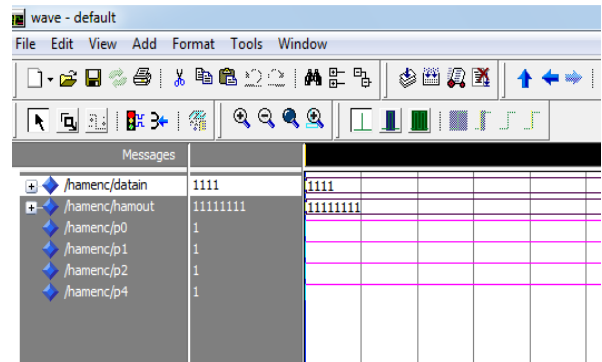 wave - default
File Edit View Add Format Tools Window
Messages
/hamenc/datain 1111 1111
/hamenc/hamout 11111111 11111111
/hamenc/p0 1
/hamenc/p1 1
/hamenc/p2 1
/hamenc/p4 1